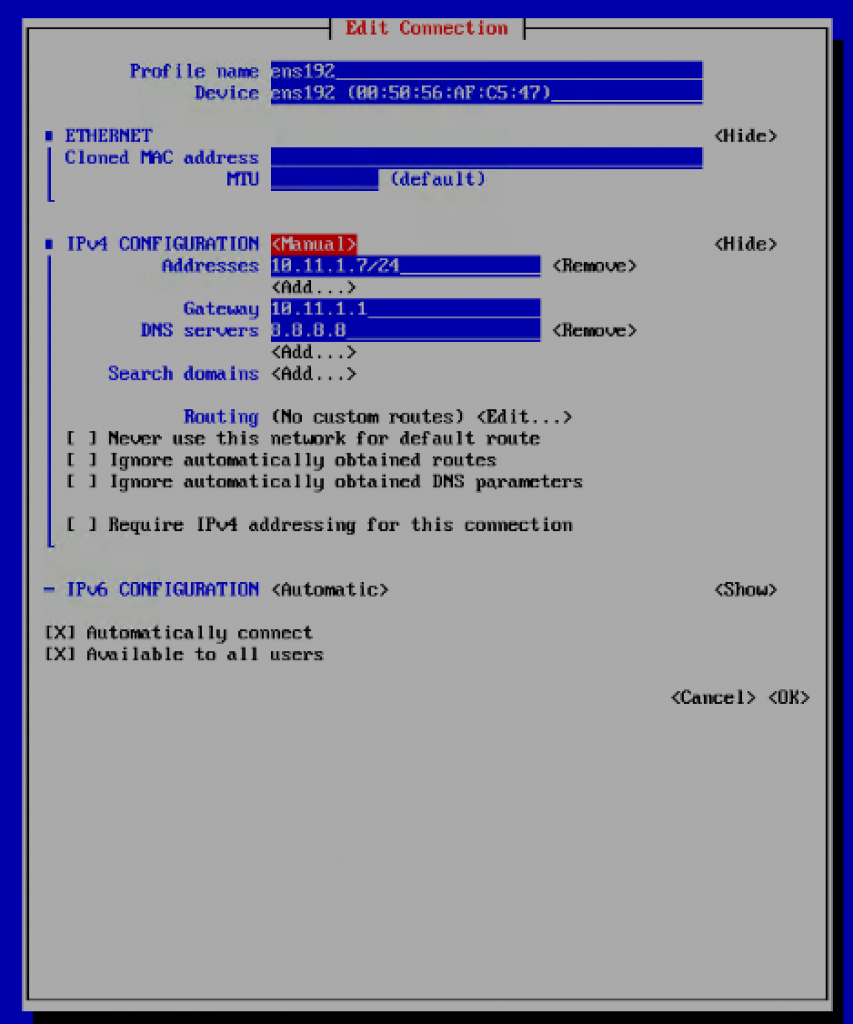 Edit Connection
Profile name ens192
Device ens192 (00:50:56:AF:C5:47)
ETHERNET <Hide>
Cloned MAC address
MTU (default)
IPv4 CONFIGURATION <Manual> <Hide>
Addresses 10.11.1.7/24 <Remove>
<Add...>
Gateway 10.11.1.1
DNS servers 8.8.8.8 <Remove>
<Add...>
Search domains <Add...>
Routing (No custom routes) <Edit...>
[ ] Never use this network for default route
[ ] Ignore automatically obtained routes
[ ] Ignore automatically obtained DNS parameters
[ ] Require IPv4 addressing for this connection
- IPv6 CONFIGURATION <Automatic> <Show>
[X] Automatically connect
[X] Available to all users
<Cancel> <OK>